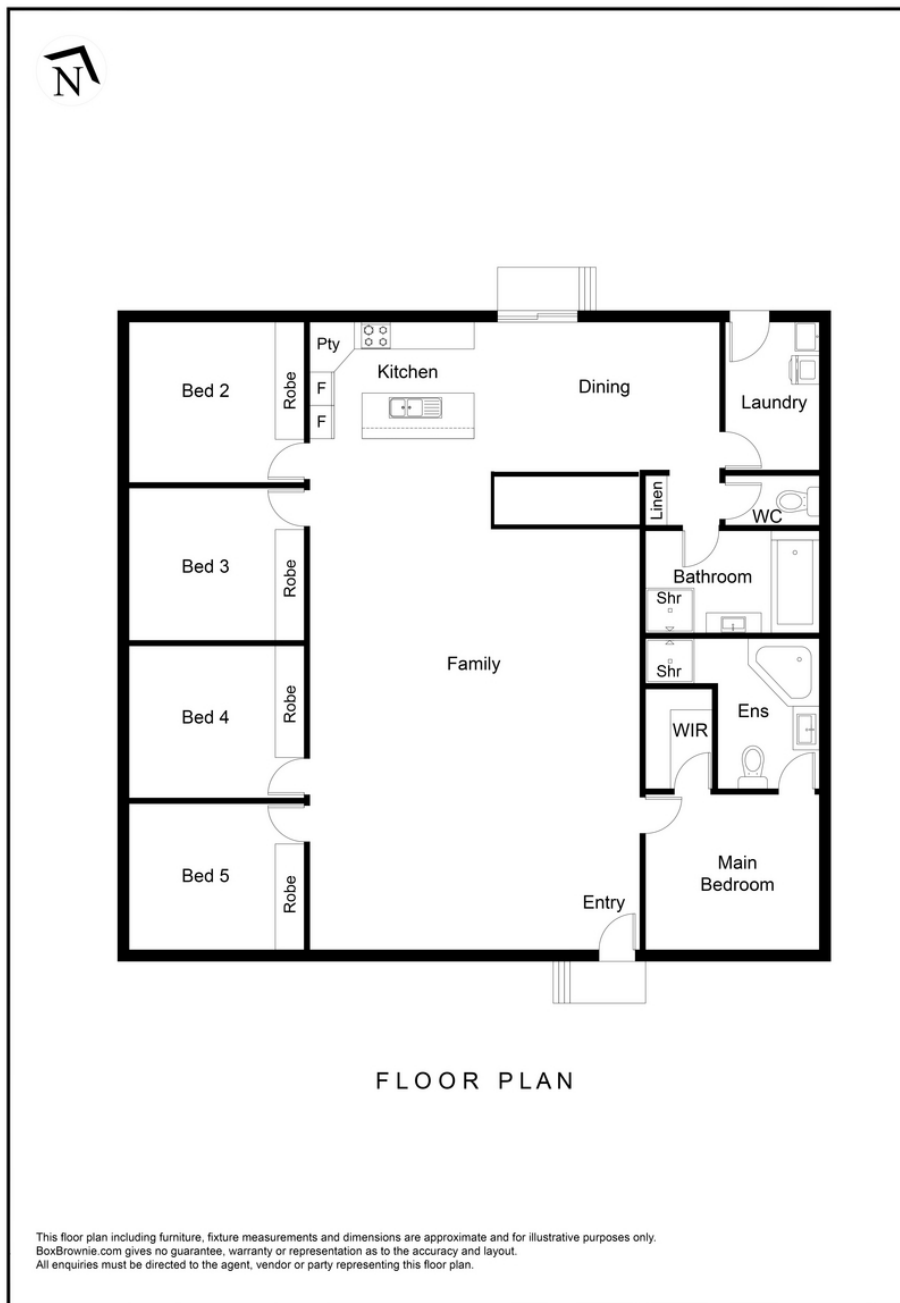 N
Pty
Kitchen
Dining
Laundry
Bed 2
Robe
F
F
Linen
WC
Bed 3
Robe
Bathroom
Shr
Family
Shr
Bed 4
Robe
Ens
WIR
Bed 5
Robe
Main
Bedroom
Entry
FLOOR PLAN
This floor plan including furniture, fixture measurements and dimensions are approximate and for illustrative purposes only.
BoxBrownie.com gives no guarantee, warranty or representation as to the accuracy and layout.
All enquiries must be directed to the agent, vendor or party representing this floor plan.